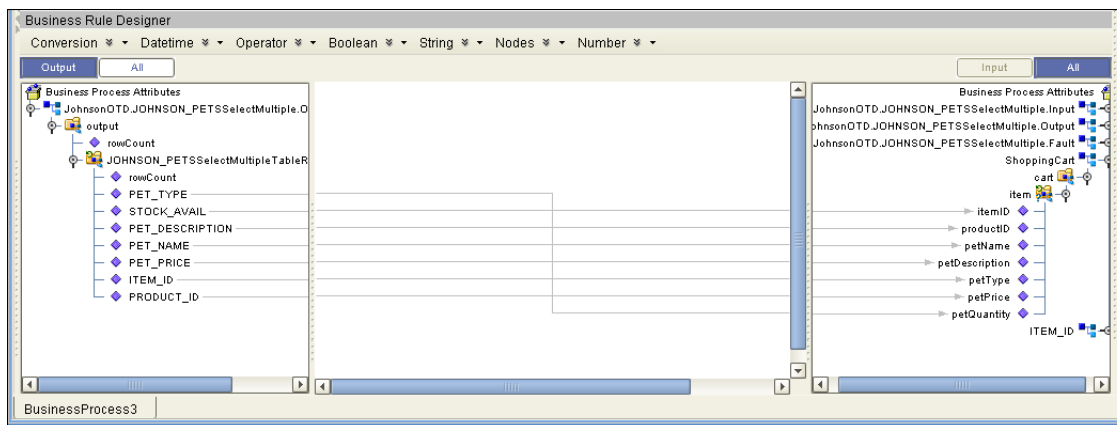 Business Rule Designer
Conversion Datetime Operator Boolean String Nodes Number
Output All Input All
Business Process Attributes
JohnsonOTD.JOHNSON_PETSSelectMultiple.O
output
rowCount
JOHNSON_PETSSelectMultipleTableR
rowCount
PET_TYPE
STOCK_AVAIL
PET_DESCRIPTION
PET_NAME
PET_PRICE
ITEM_ID
PRODUCT_ID
Business Process Attributes
JohnsonOTD.JOHNSON_PETSSelectMultiple.Input
ohnsonOTD.JOHNSON_PETSSelectMultiple.Output
JohnsonOTD.JOHNSON_PETSSelectMultiple.Fault
ShoppingCart
cart
item
itemID
productID
petName
petDescription
petType
petPrice
petQuantity
ITEM_ID
BusinessProcess3